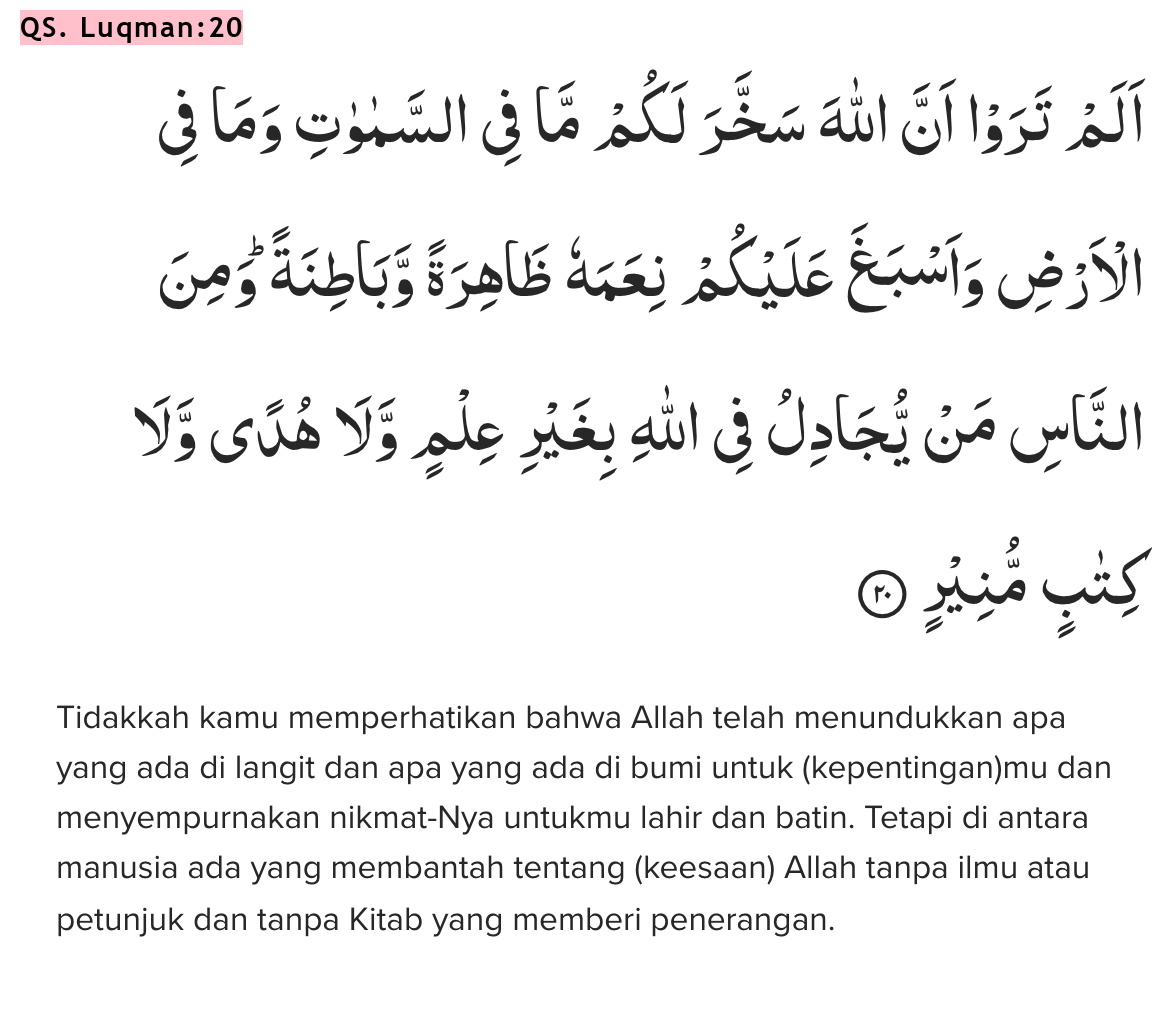 QS. Luqman:20
اَلَمْ تَرَوْا اَنَّ اللّٰهَ سَخَّرَ لَكُمْ مَّا فِى السَّمٰوٰتِ وَمَا فِى
الْاَرْضِ وَاَسْبَغَ عَلَيْكُمْ نِعَمَهٗ ظَاهِرَةً وَّبَاطِنَةً ۗوَمِنَ
النَّاسِ مَنْ يُّجَادِلُ فِى اللّٰهِ بِغَيْرِ عِلْمٍ وَّلَا هُدًى وَّلَا
كِتٰبٍ مُّنِيْرٍ ٢٠
Tidakkah kamu memperhatikan bahwa Allah telah menundukkan apa
yang ada di langit dan apa yang ada di bumi untuk (kepentingan)mu dan
menyempurnakan nikmat-Nya untukmu lahir dan batin. Tetapi di antara
manusia ada yang membantah tentang (keesaan) Allah tanpa ilmu atau
petunjuk dan tanpa Kitab yang memberi penerangan.